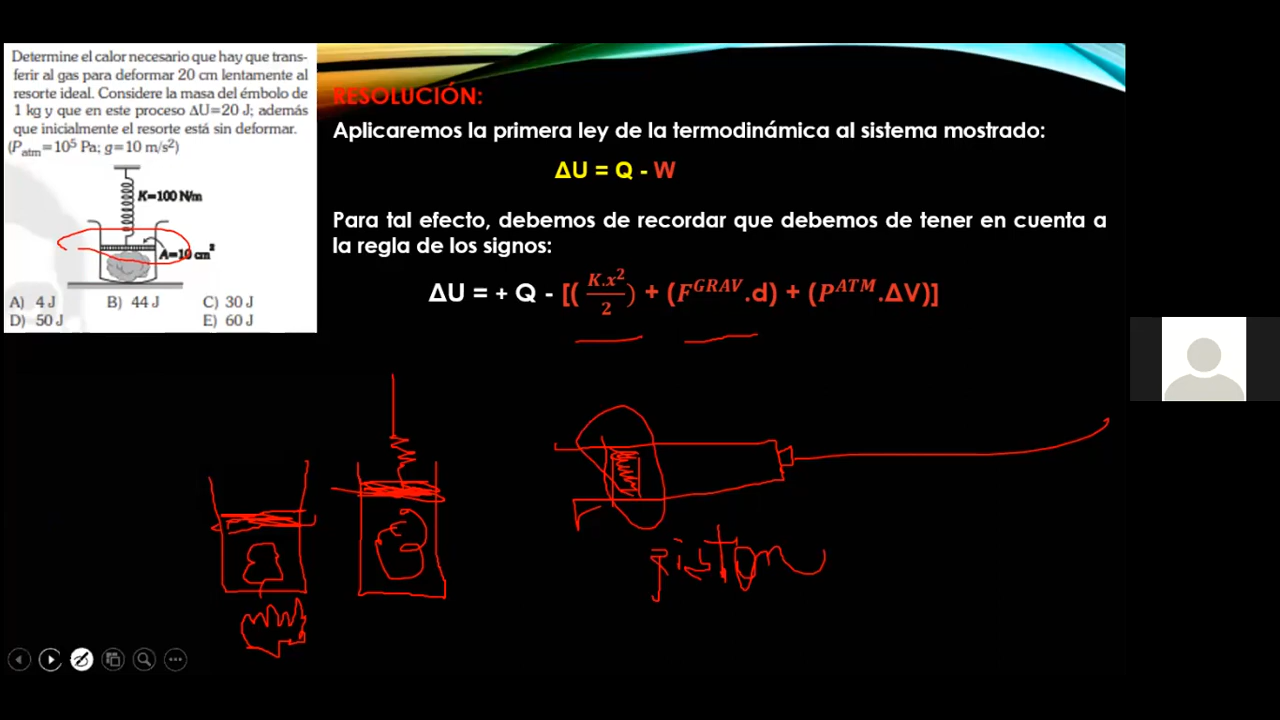 Determine el calor necesario que hay que trans-
ferir al gas para deformar 20 cm lentamente al
resorte ideal. Considere la masa del émbolo de
1 kg y que en este proceso ΔU=20 J; además
que inicialmente el resorte está sin deformar.
(P_atm=10⁵ Pa; g=10 m/s²)
K=100 N/m
A=10 cm²
A) 4 J B) 44 J C) 30 J
D) 50 J E) 60 J
RESOLUCIÓN:
Aplicaremos la primera ley de la termodinámica al sistema mostrado:
ΔU = Q - W
Para tal efecto, debemos de recordar que debemos de tener en cuenta a
la regla de los signos:
ΔU = + Q - [( K.x²/2 ) + (F^GRAV.d) + (P^ATM.ΔV)]
piston